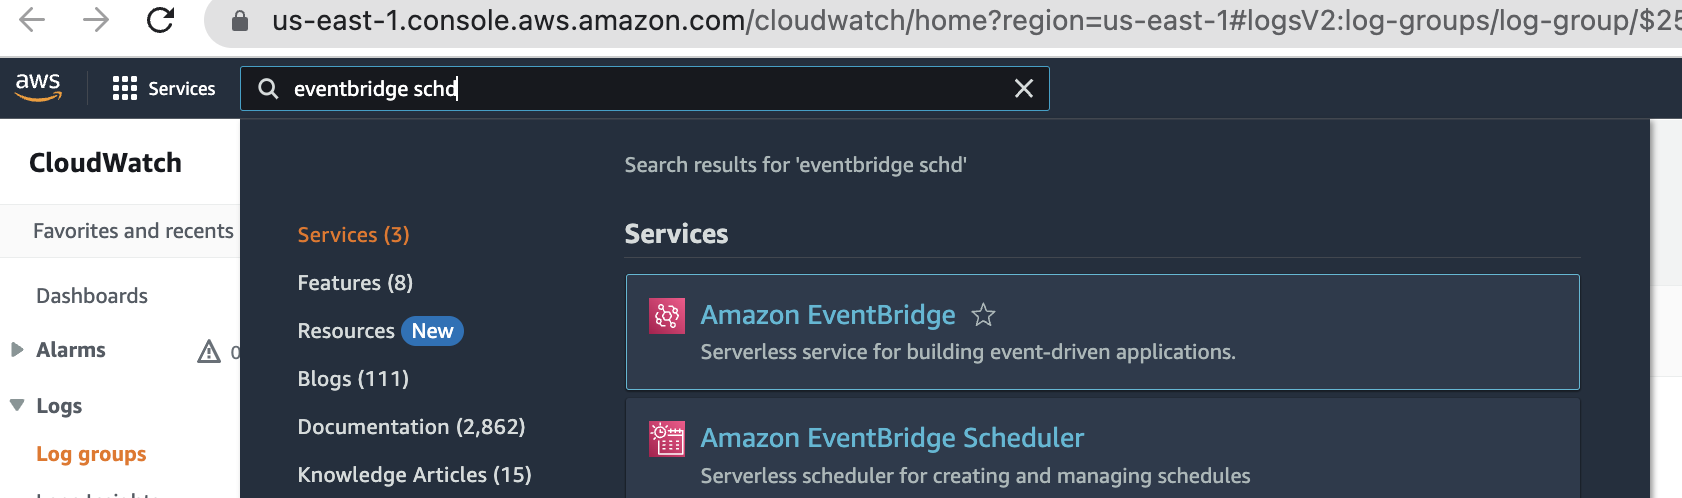 us-east-1.console.aws.amazon.com/cloudwatch/home?region=us-east-1#logsV2:log-groups/log-group/$25
aws
Services
eventbridge schd
CloudWatch
Favorites and recents
Dashboards
Alarms
0
Logs
Log groups
Search results for 'eventbridge schd'
Services (3)
Features (8)
Resources New
Blogs (111)
Documentation (2,862)
Knowledge Articles (15)
Services
Amazon EventBridge
Serverless service for building event-driven applications.
Amazon EventBridge Scheduler
Serverless scheduler for creating and managing schedules